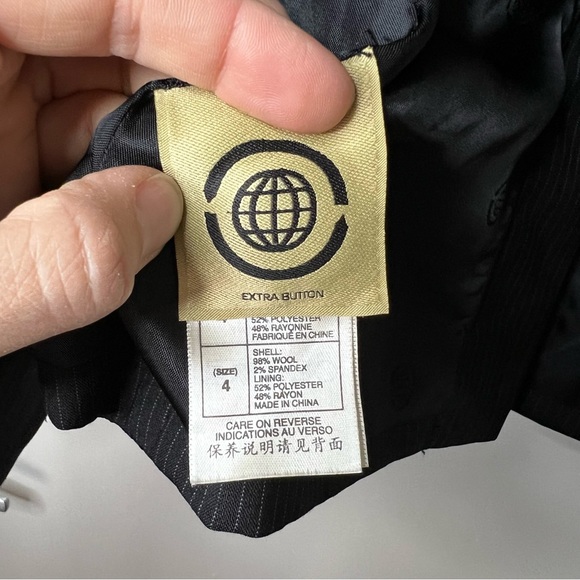 EXTRA BUTTON
52% POLYESTER
48% RAYONNE
FABRIQUÉ EN CHINE
(SIZE)
4
SHELL:
98% WOOL
2% SPANDEX
LINING:
52% POLYESTER
48% RAYON
MADE IN CHINA
CARE ON REVERSE
INDICATIONS AU VERSO
保养说明请见背面